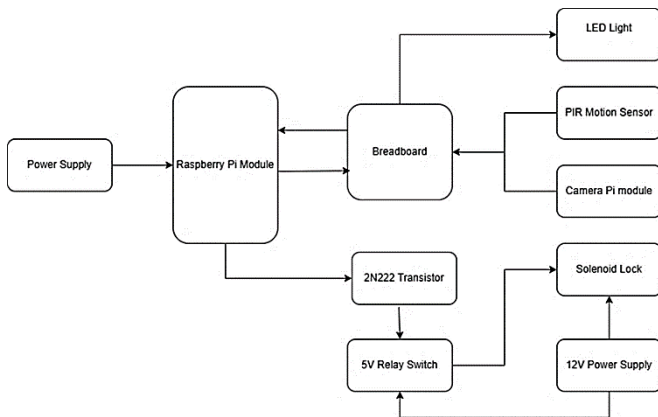 LED Light
PIR Motion Sensor
Power Supply
Raspberry Pi Module
Breadboard
Camera Pi module
2N222 Transistor
Solenoid Lock
5V Relay Switch
12V Power Supply